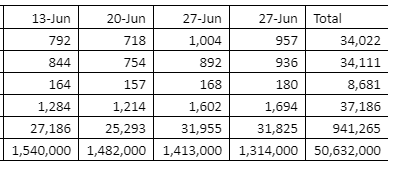 13-Jun 20-Jun 27-Jun 27-Jun Total
792 718 1,004 957 34,022
844 754 892 936 34,111
164 157 168 180 8,681
1,284 1,214 1,602 1,694 37,186
27,186 25,293 31,955 31,825 941,265
1,540,000 1,482,000 1,413,000 1,314,000 50,632,000